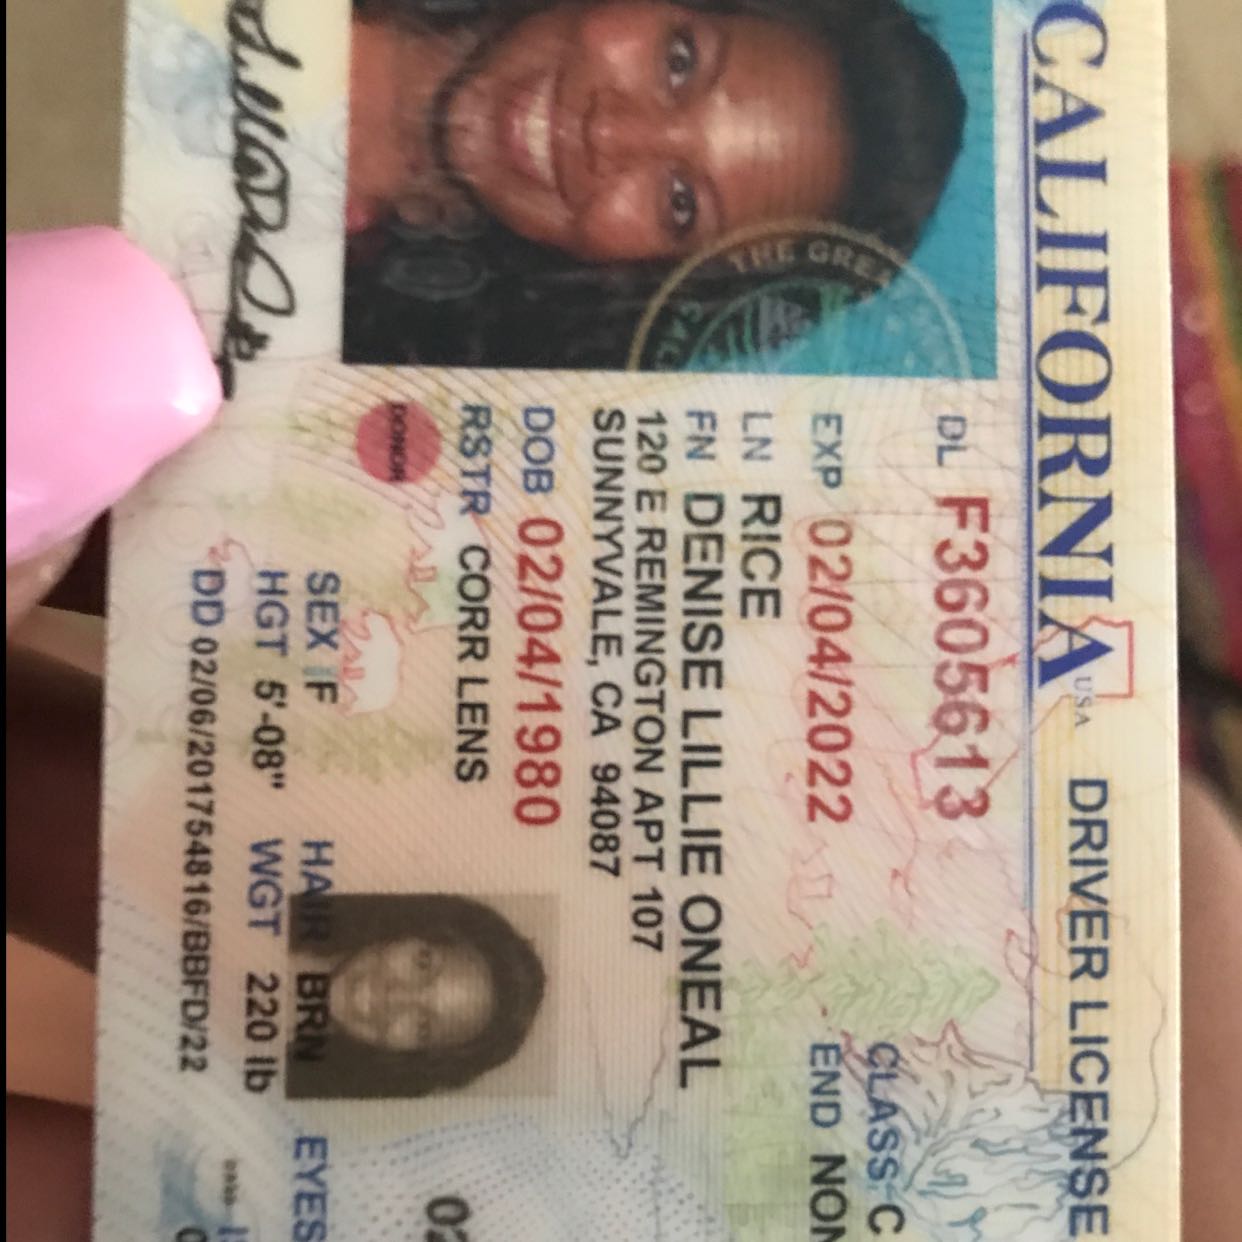 CALIFORNIA USA DRIVER LICENSE
DL F3605613
CLASS C
EXP 02/04/2022
END NON
LN RICE
FN DENISE LILLIE ONEAL
120 E REMINGTON APT 107
SUNNYVALE, CA 94087
DOB 02/04/1980
RSTR CORR LENS
DONOR
02
SEX F HAIR BRN EYES
HGT 5'-08" WGT 220 lb
DD 02/06/201754816/BBFD/22
THE GREA